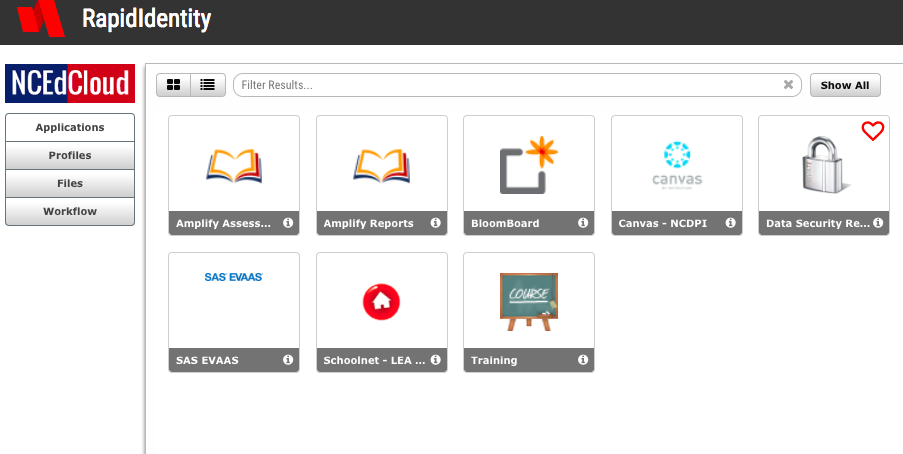 RapidIdentity
NCEdCloud
Filter Results...
Show All
Applications
Profiles
Files
Workflow
canvas
Amplify Assess...
Amplify Reports
BloomBoard
Canvas - NCDPI
Data Security Re...
SAS EVAAS
COURSE
SAS EVAAS
Schoolnet - LEA ...
Training